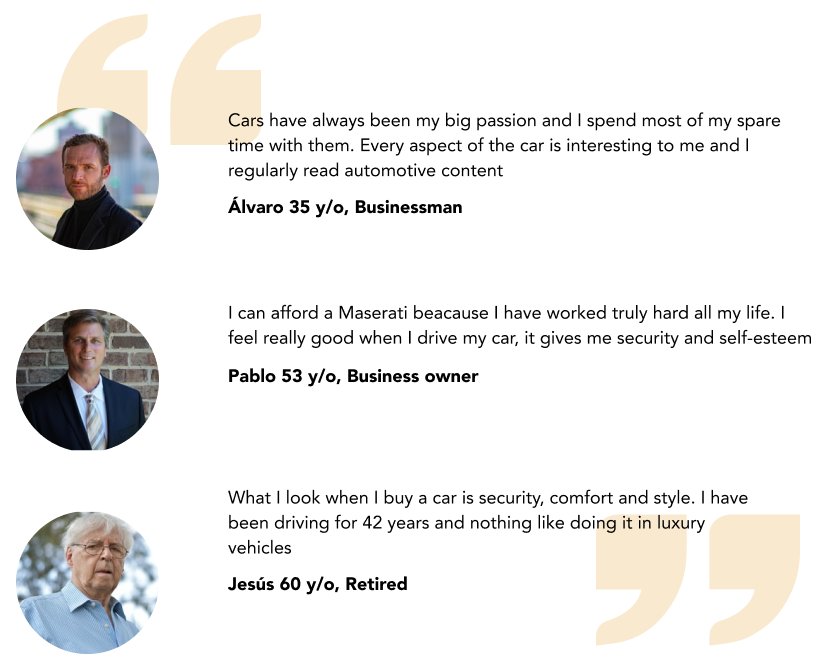 Cars have always been my big passion and I spend most of my spare
time with them. Every aspect of the car is interesting to me and I
regularly read automotive content
Álvaro 35 y/o, Businessman
I can afford a Maserati beacause I have worked truly hard all my life. I
feel really good when I drive my car, it gives me security and self-esteem
Pablo 53 y/o, Business owner
What I look when I buy a car is security, comfort and style. I have
been driving for 42 years and nothing like doing it in luxury
vehicles
Jesús 60 y/o, Retired